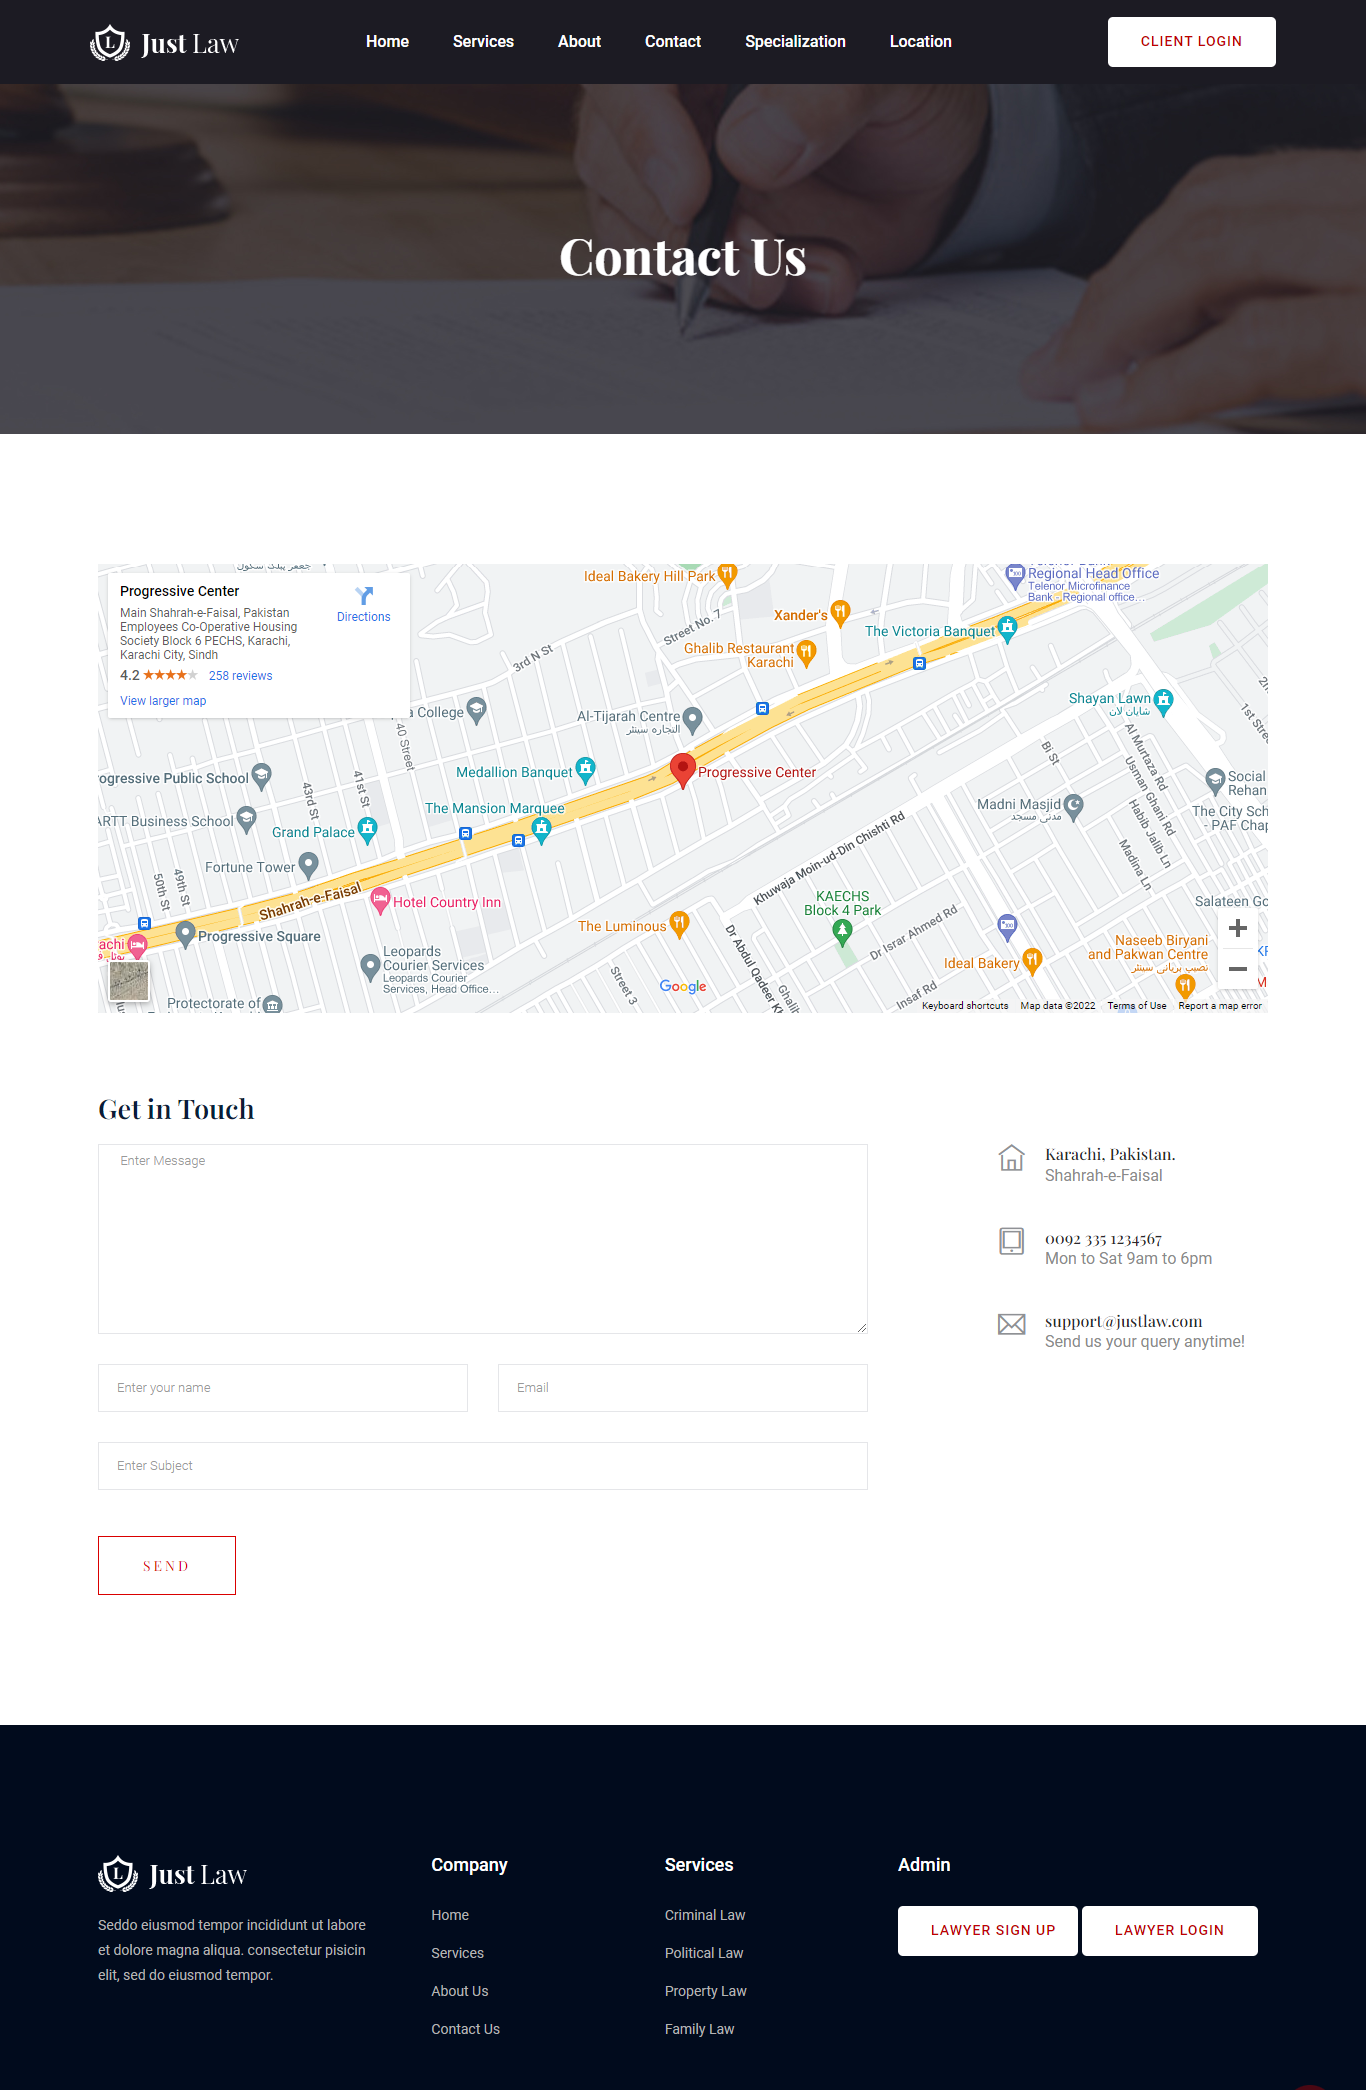 Just Law
Home
Services
About
Contact
Specialization
Location
CLIENT LOGIN
Contact Us
Progressive Center
Main Shahrah-e-Faisal, Pakistan
Employees Co-Operative Housing
Society Block 6 PECHS, Karachi,
Karachi City, Sindh
4.2
258 reviews
View larger map
Directions
Ideal Bakery Hill Park
Regional Head Office
Telenor Microfinance
Bank - Regional office...
Xander's
Street No. 7
The Victoria Banquet
Ghalib Restaurant
Karachi
3rd N St
College
Al-Tijarah Centre
التجاره سينٹر
Shayan Lawn
شایان لان
1st Street
40 Street
Al Murtaza Rd
Bi St
Medallion Banquet
Progressive Center
ogressive Public School
41st St
43rd St
Usman Ghani Rd
Social
Rehan
The Mansion Marquee
Madni Masjid
مدنی مسجد
Habib Jalib Ln
The City Sch
- PAF Chap
ARTT Business School
Grand Palace
Khuwaja Moin-ud-Din Chishti Rd
Madina Ln
Fortune Tower
49th St
50th St
Shahrah-e-Faisal
Hotel Country Inn
KAECHS
Block 4 Park
Salateen Go
The Luminous
Dr Israr Ahmed Rd
Progressive Square
Dr Abdul Qadeer Kh
Naseeb Biryani
and Pakwan Centre
نصیب بریانی سینٹر
achi
Leopards
Courier Services
Leopards Courier
Services, Head Office...
Ideal Bakery
Street 3
Ghalib
Insaf Rd
Protectorate of
Google
Keyboard shortcuts
Map data ©2022
Terms of Use
Report a map error
Get in Touch
Enter Message
Enter your name
Email
Enter Subject
SEND
Karachi, Pakistan.
Shahrah-e-Faisal
0092 335 1234567
Mon to Sat 9am to 6pm
support@justlaw.com
Send us your query anytime!
Just Law
Seddo eiusmod tempor incididunt ut labore
et dolore magna aliqua. consectetur pisicin
elit, sed do eiusmod tempor.
Company
Home
Services
About Us
Contact Us
Services
Criminal Law
Political Law
Property Law
Family Law
Admin
LAWYER SIGN UP
LAWYER LOGIN